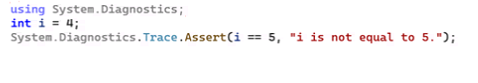 using System.Diagnostics;
int i = 4;
System.Diagnostics.Trace.Assert(i == 5, "i is not equal to 5.");